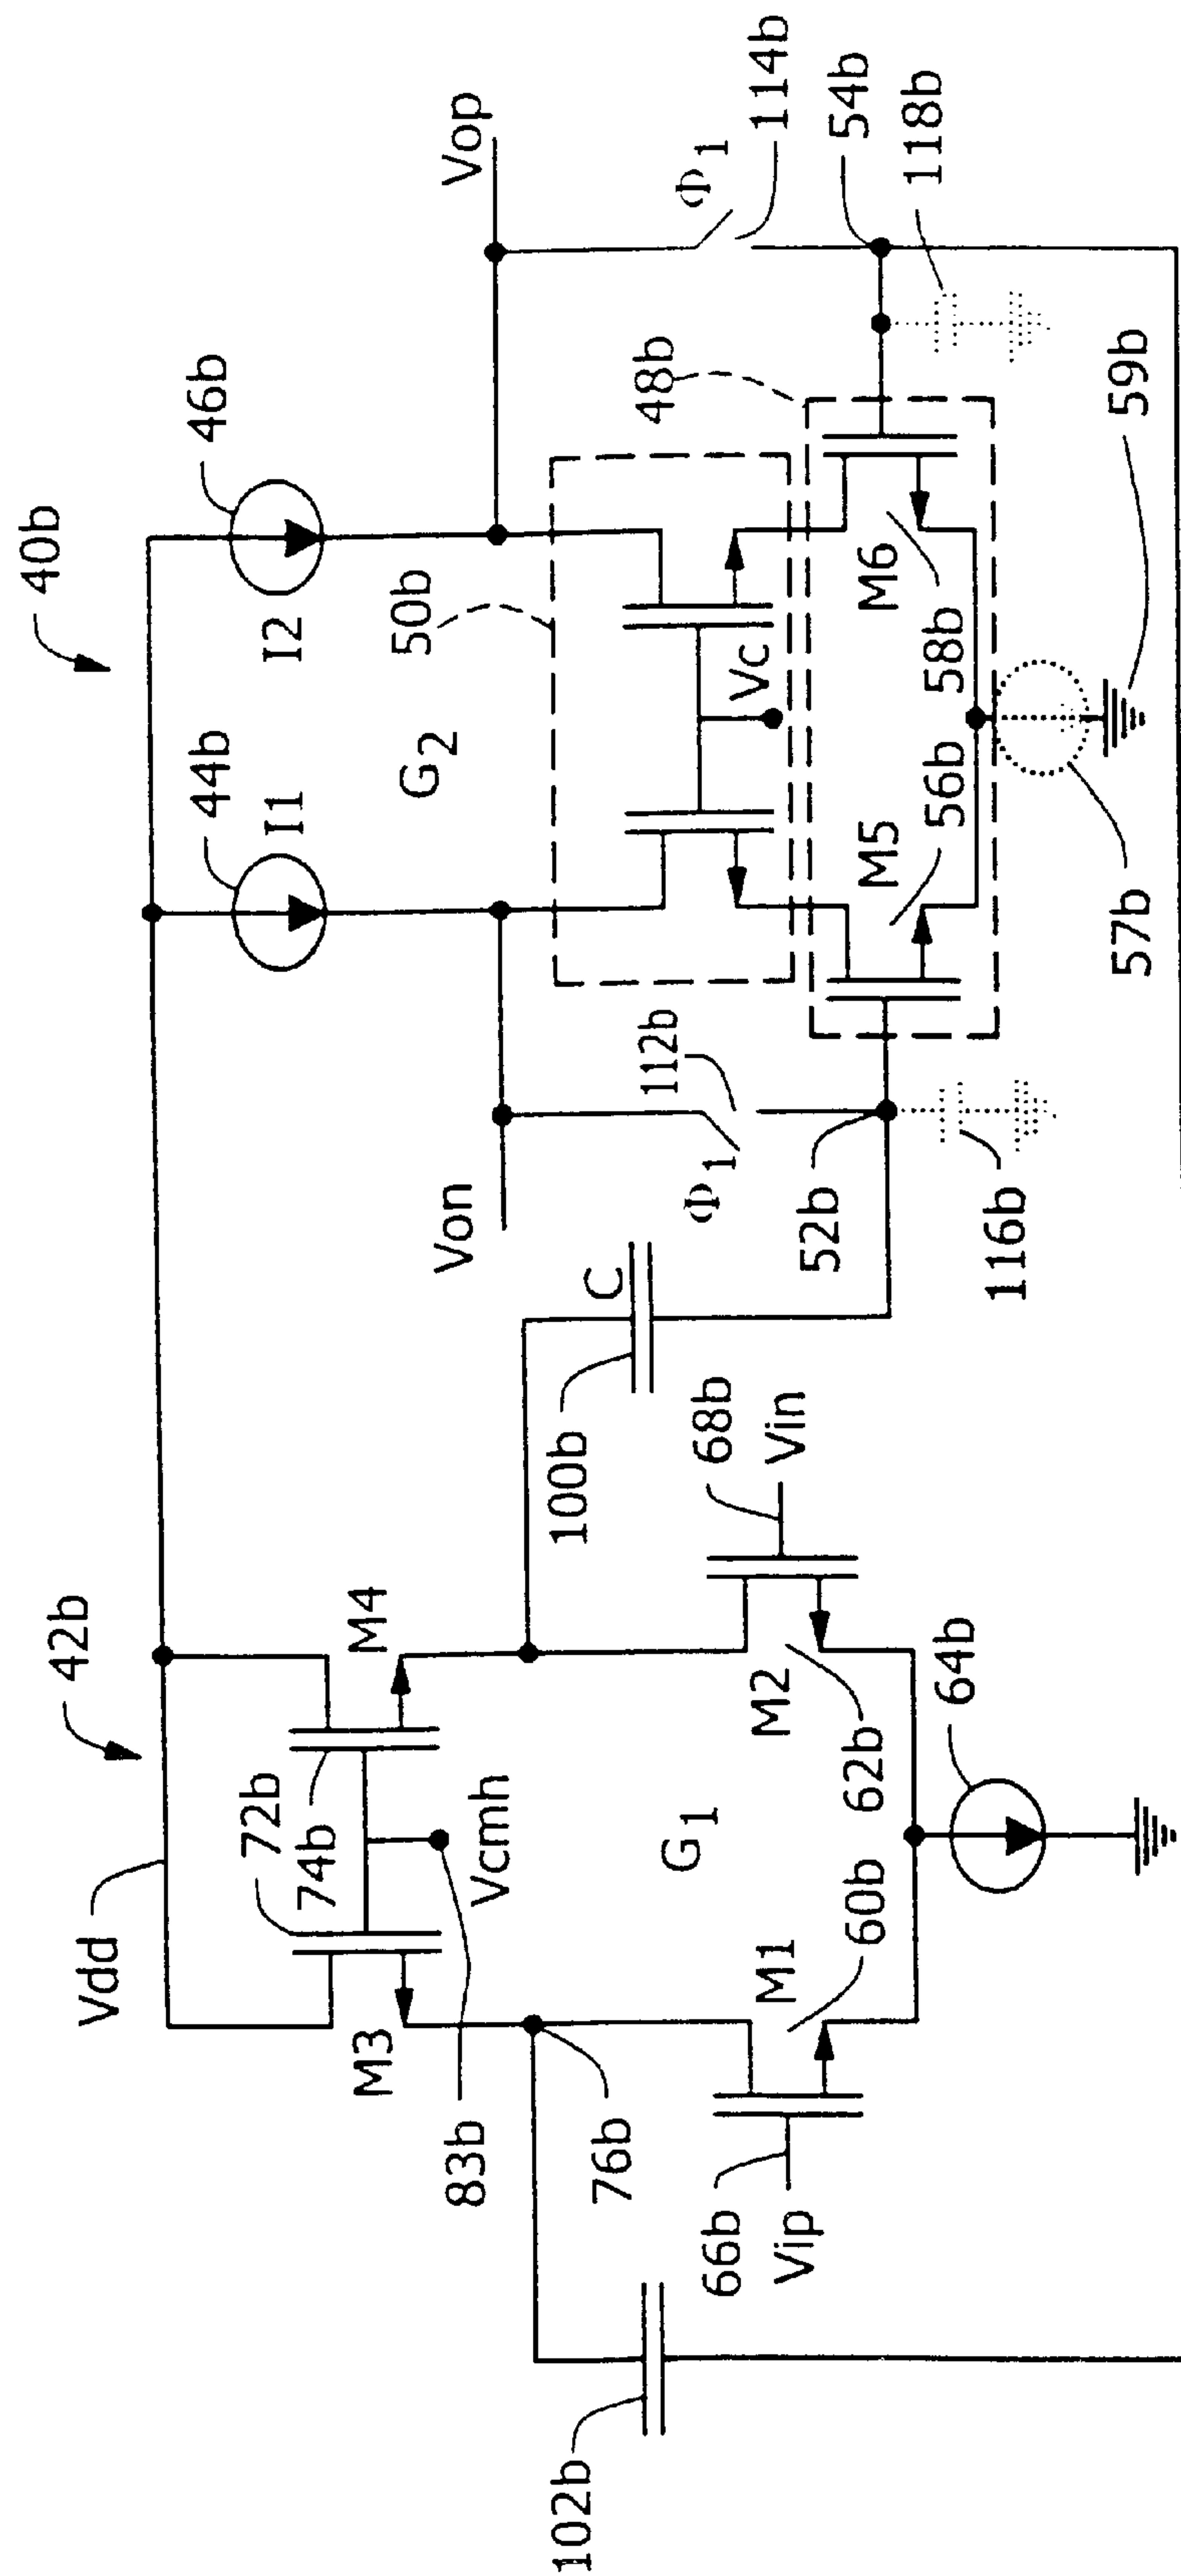 40b
42b
Vdd
72b
74b
M3
M4
83b
Vcmh
76b
102b
66b
Vip
M1
60b
G1
M2
62b
64b
68b
Vin
100b
C
Von
Φ1
112b
52b
116b
44b
I1
46b
I2
G2
50b
Vc
48b
M5
56b
M6
58b
57b
59b
Vop
Φ1
114b
54b
118b